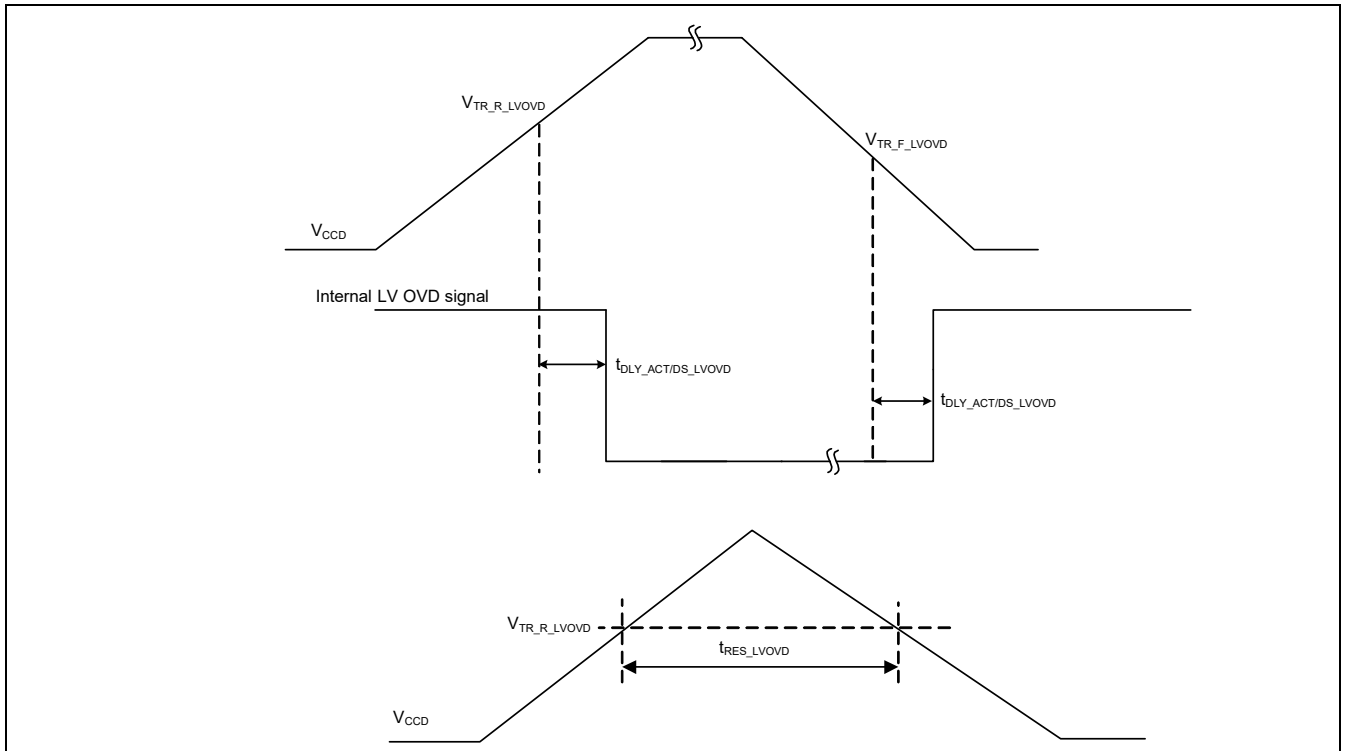 VTR_R_LVOVD
VTR_F_LVOVD
VCCD
Internal LV OVD signal
tDLY_ACT/DS_LVOVD
tDLY_ACT/DS_LVOVD
VTR_R_LVOVD
tRES_LVOVD
VCCD